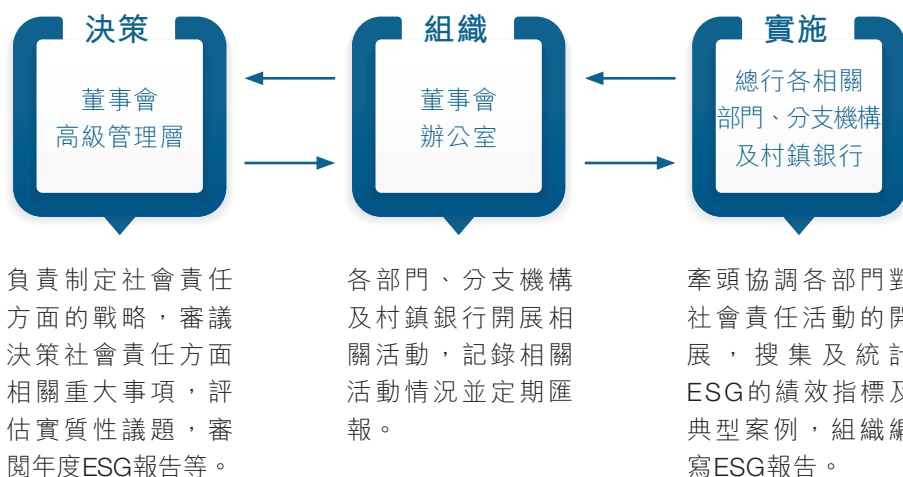 決策
董事會
高級管理層
負責制定社會責任
方面的戰略，審議
決策社會責任方面
相關重大事項，評
估實質性議題，審
閱年度ESG報告等。
組織
董事會
辦公室
各部門、分支機構
及村鎮銀行開展相
關活動，記錄相關
活動情況並定期匯
報。
實施
總行各相關
部門、分支機構
及村鎮銀行
牽頭協調各部門對
社會責任活動的開
展，搜集及統計
ESG的績效指標及
典型案例，組織編
寫ESG報告。